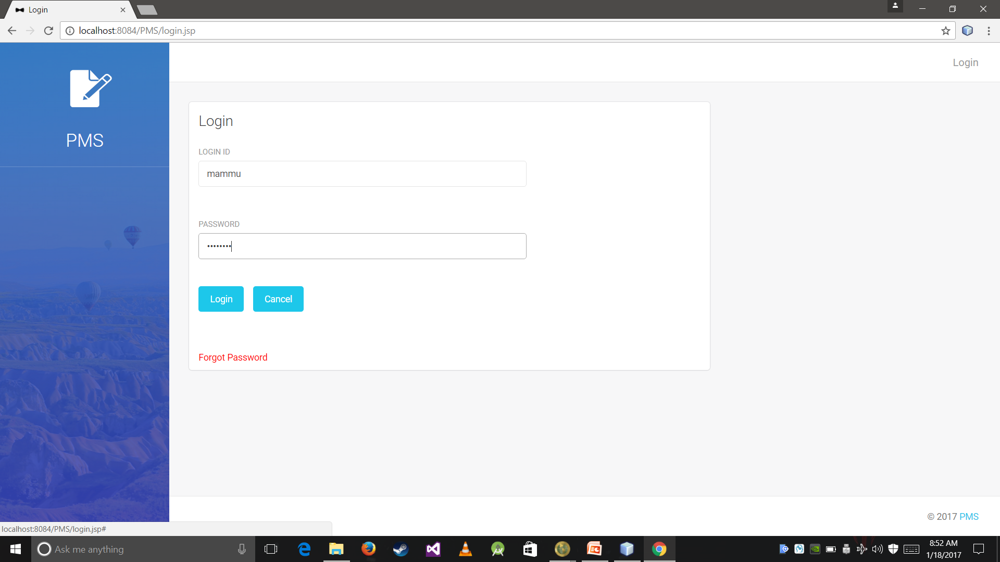 Login
localhost:8084/PMS/login.jsp
Login
PMS
Login
LOGIN ID
mammu
PASSWORD
••••••••
Login Cancel
Forgot Password
© 2017 PMS
localhost:8084/PMS/login.jsp#
Ask me anything
8:52 AM
1/18/2017